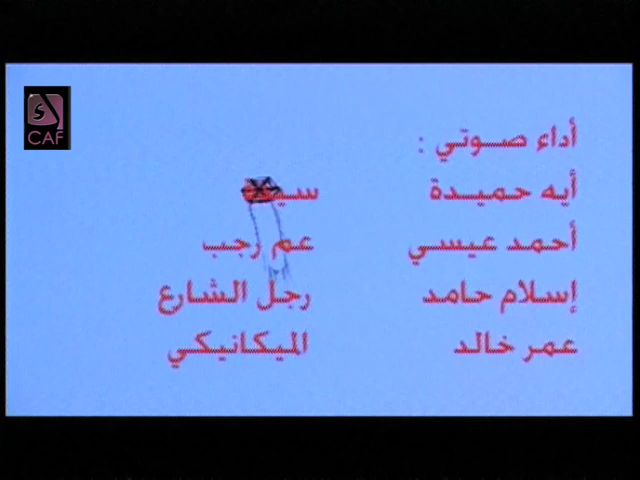 CAF
أداء صوتي :
أيه حميدة
أحمد عيسي عم رجب
إسلام حامد رجل الشارع
عمر خالد الميكانيكي